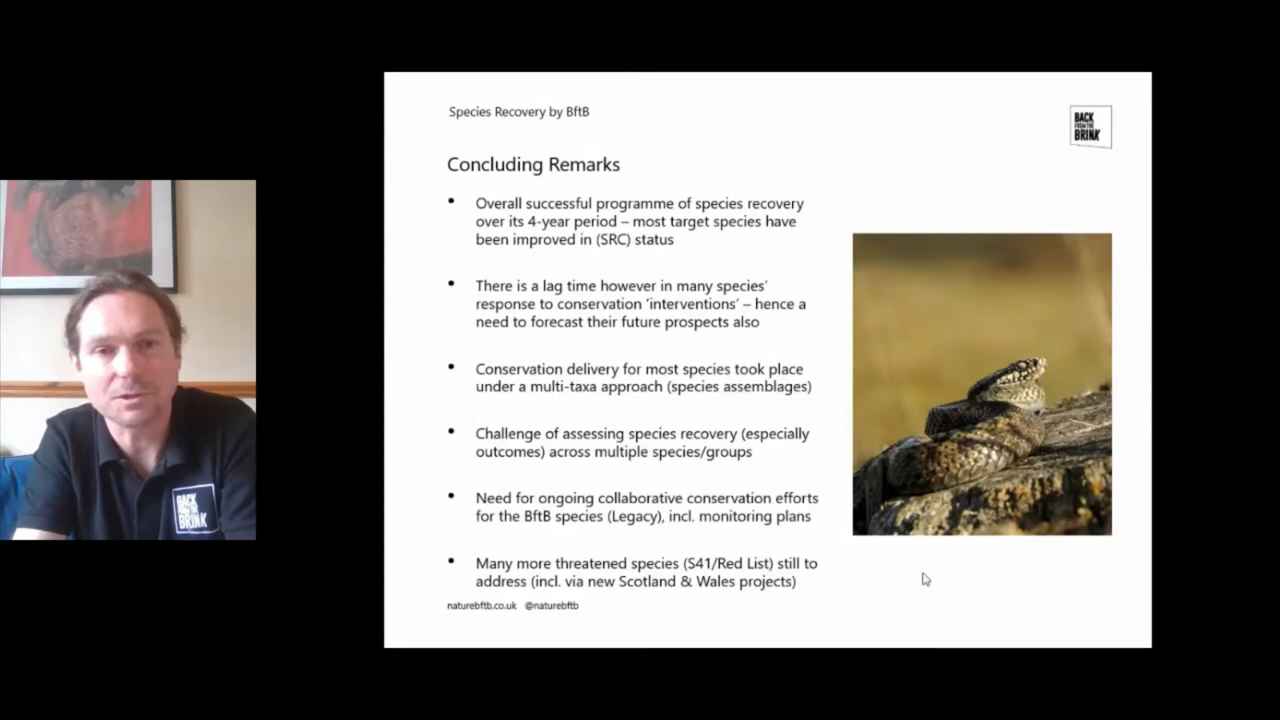 Species Recovery by BftB
BACK
FROM THE
BRINK
Concluding Remarks
• Overall successful programme of species recovery
over its 4-year period – most target species have
been improved in (SRC) status
• There is a lag time however in many species’
response to conservation ‘interventions’ – hence a
need to forecast their future prospects also
• Conservation delivery for most species took place
under a multi-taxa approach (species assemblages)
• Challenge of assessing species recovery (especially
outcomes) across multiple species/groups
• Need for ongoing collaborative conservation efforts
for the BftB species (Legacy), incl. monitoring plans
• Many more threatened species (S41/Red List) still to
address (incl. via new Scotland & Wales projects)
naturebftb.co.uk @naturebftb
BACK
FROM THE
BRINK